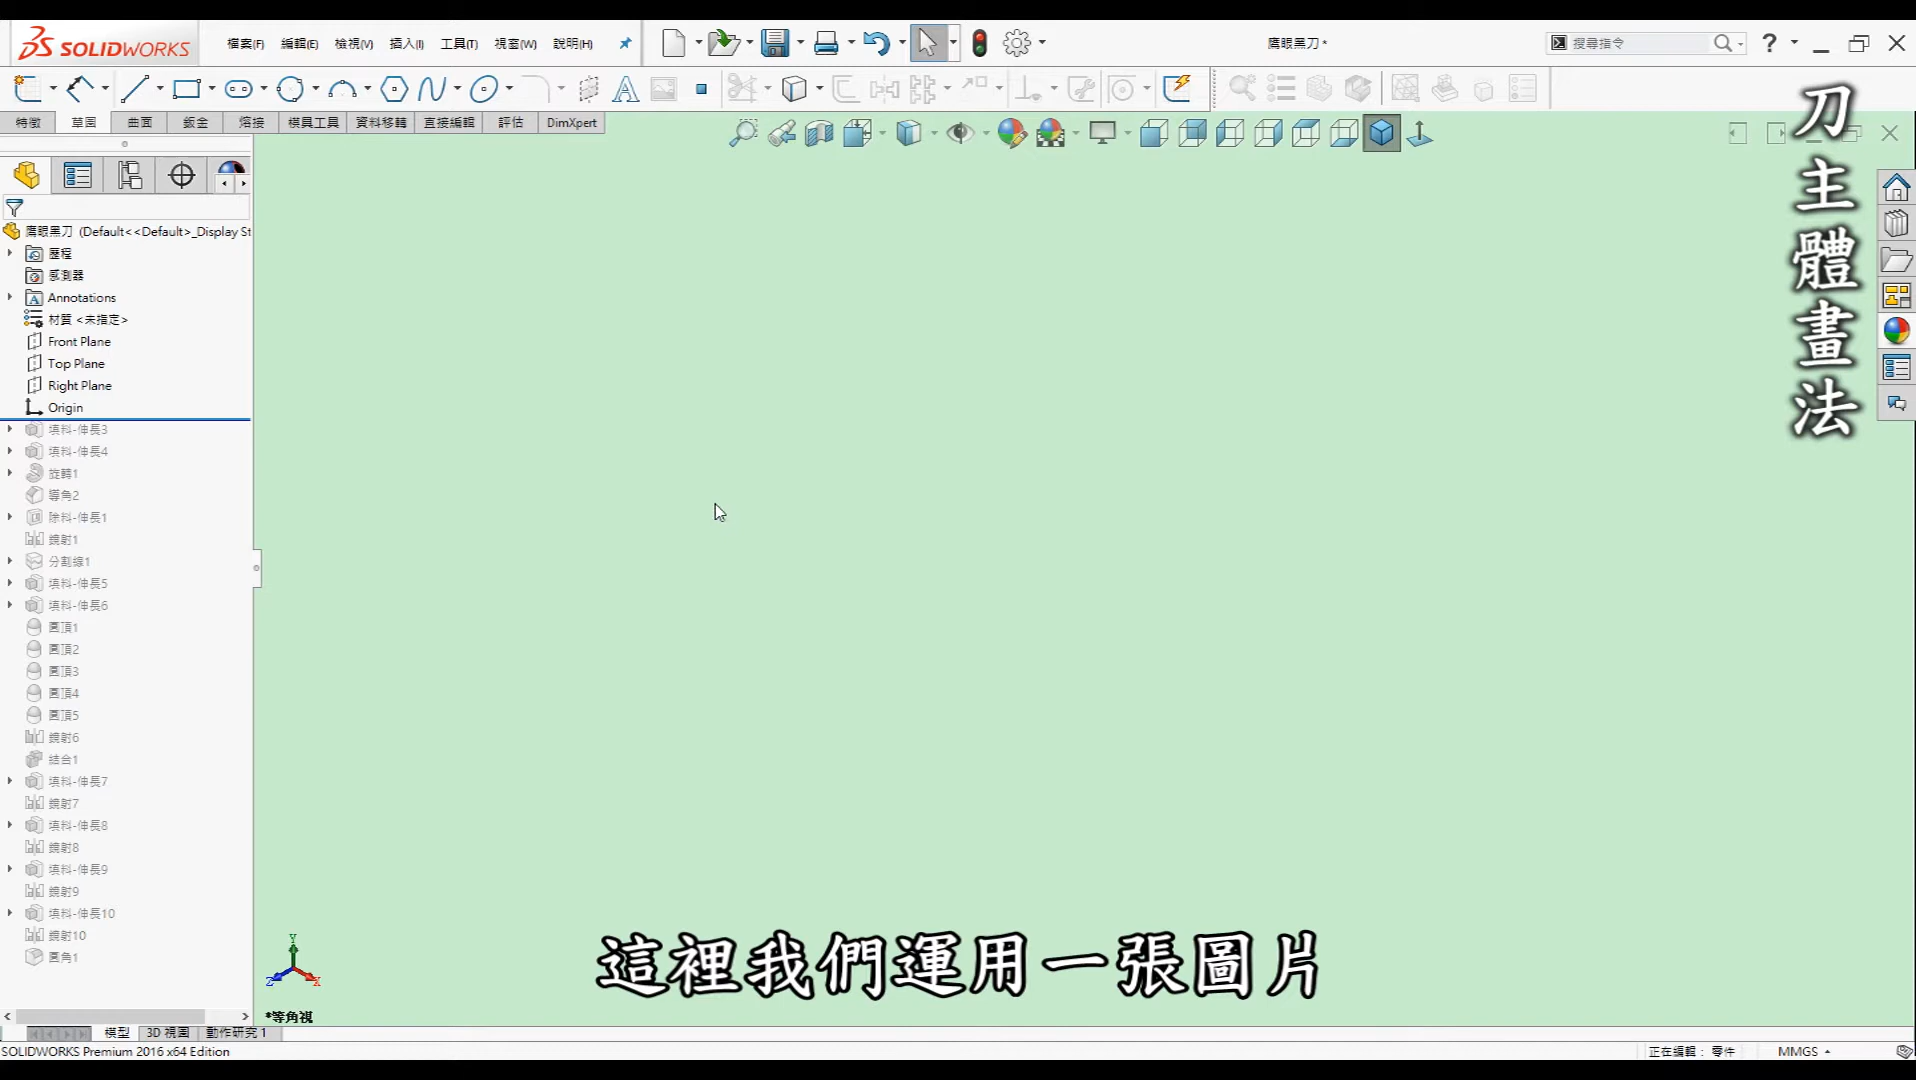 SOLIDWORKS
檔案(F)
編輯(E)
檢視(V)
插入(I)
工具(T)
視窗(W)
說明(H)
鷹眼黑刀 *
搜尋指令
特徵
草圖
曲面
鈑金
熔接
模具工具
資料移轉
直接編輯
評估
DimXpert
刀主體畫法
鷹眼黑刀 (Default<<Default>_Display St
歷程
感測器
Annotations
材質 <未指定>
Front Plane
Top Plane
Right Plane
Origin
填料-伸長3
填料-伸長4
旋轉1
導角2
除料-伸長1
鏡射1
分割線1
填料-伸長5
填料-伸長6
圓頂1
圓頂2
圓頂3
圓頂4
圓頂5
鏡射6
結合1
填料-伸長7
鏡射7
填料-伸長8
鏡射8
填料-伸長9
鏡射9
填料-伸長10
鏡射10
圓角1
Y
Z
X
*等角視
這裡我們運用一張圖片
模型
3D 視圖
動作研究 1
SOLIDWORKS Premium 2016 x64 Edition
正在編輯： 零件
MMGS